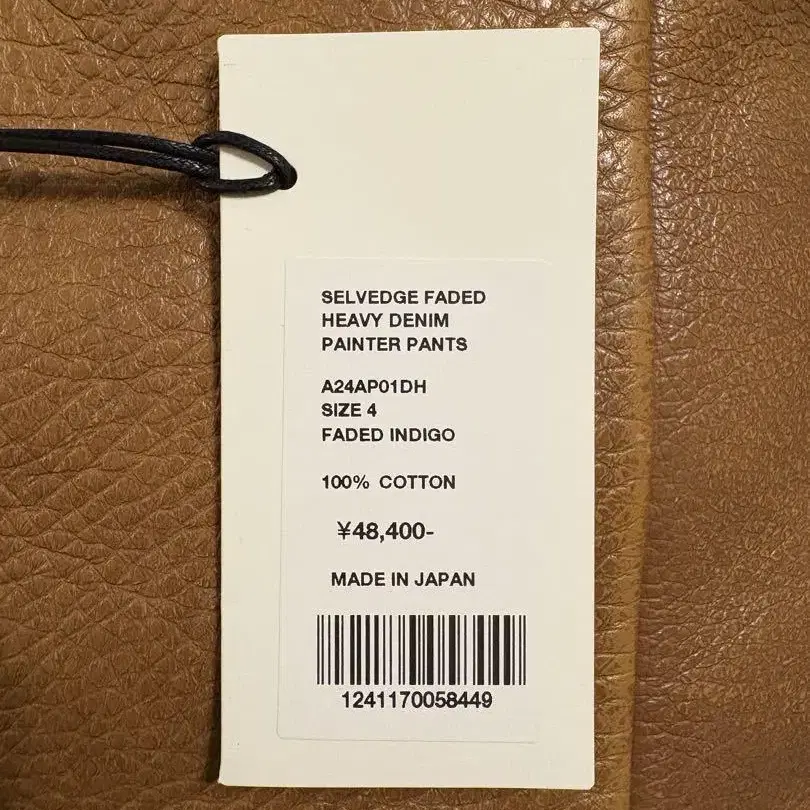 SELVEDGE FADED
HEAVY DENIM
PAINTER PANTS
A24AP01DH
SIZE 4
FADED INDIGO
100% COTTON
¥48,400-
MADE IN JAPAN
1241170058449